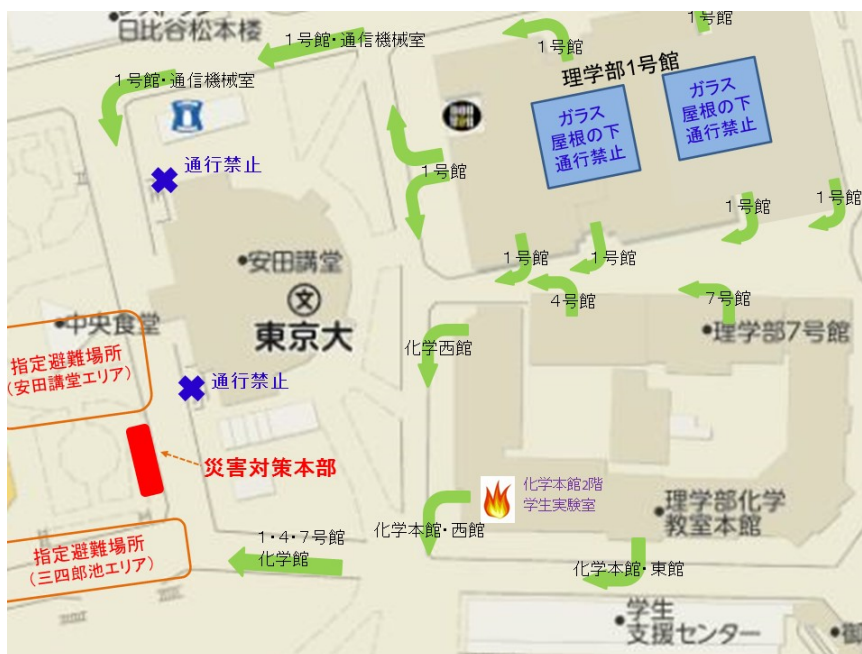 日比谷松本楼
1号館・通信機械室
1号館
1号館
1号館・通信機械室
理学部1号館
ガラス
屋根の下
通行禁止
ガラス
屋根の下
通行禁止
通行禁止
1号館
1号館
1号館
安田講堂
1号館
1号館
文
4号館
7号館
中央食堂
東京大
化学西館
理学部7号館
指定避難場所
(安田講堂エリア)
通行禁止
災害対策本部
化学本館2階
学生実験室
理学部化学
教室本館
1・4・7号館
化学館
化学本館・西館
指定避難場所
(三四郎池エリア)
化学本館・東館
学生
支援センター
御